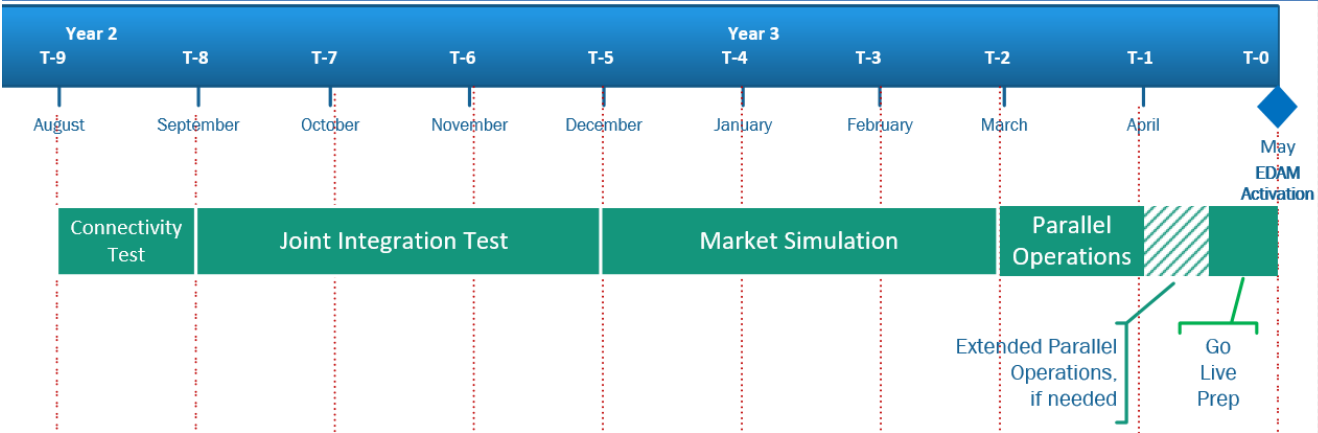 Year 2 Year 3
T-9 T-8 T-7 T-6 T-5 T-4 T-3 T-2 T-1 T-0
August September October November December January February March April
May
EDAM
Activation
Connectivity
Test
Joint Integration Test
Market Simulation
Parallel
Operations
Extended Parallel
Operations,
if needed
Go
Live
Prep